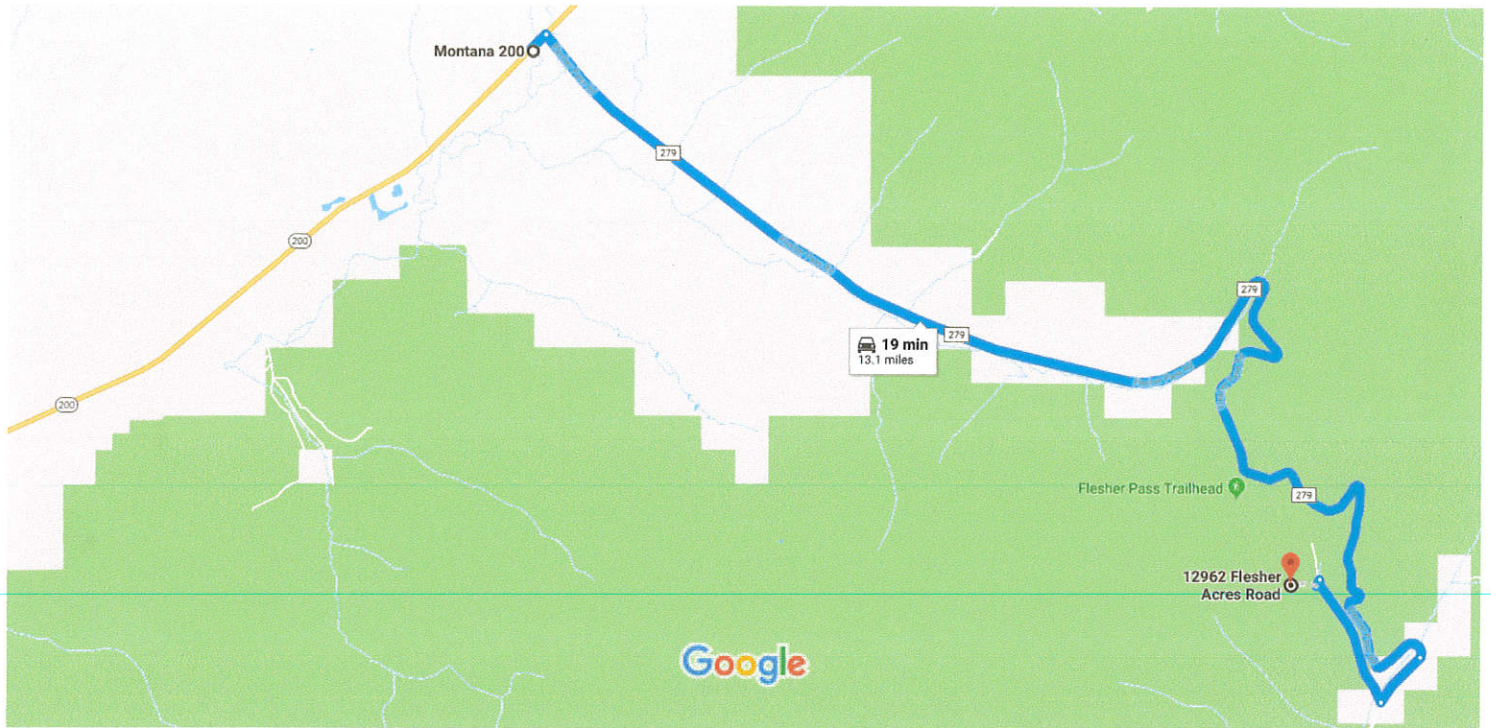 Montana 200
279
200
279
279
19 min
13.1 miles
279
200
Flesher Pass Trailhead
279
12962 Flesher
Acres Road
Google